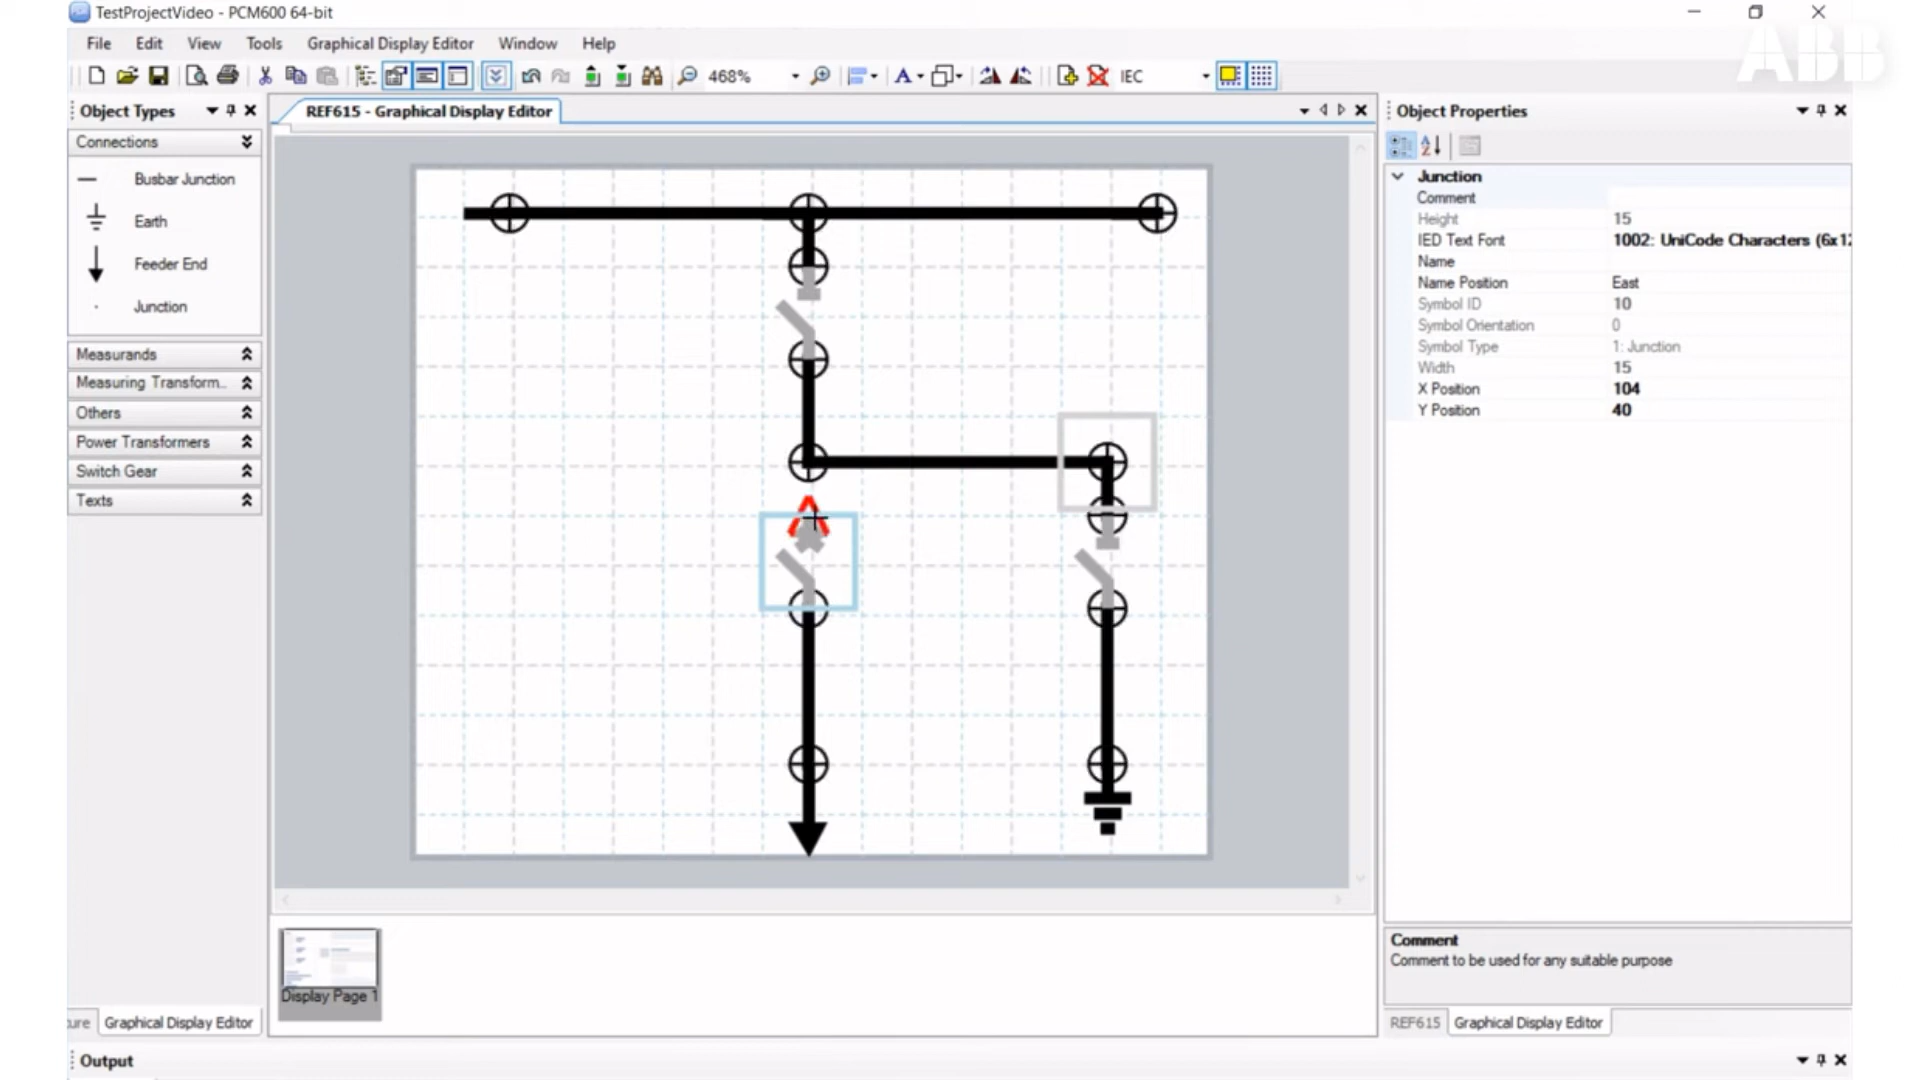 TestProjectVideo - PCM600 64-bit
ABB
File Edit View Tools Graphical Display Editor Window Help
468%
IEC
Object Types
REF615 - Graphical Display Editor
Object Properties
Connections
Busbar Junction
Earth
Feeder End
Junction
Measurands
Measuring Transform..
Others
Power Transformers
Switch Gear
Texts
Junction
Comment
Height 15
IED Text Font 1002: UniCode Characters (6x12
Name
Name Position East
Symbol ID 10
Symbol Orientation 0
Symbol Type 1: Junction
Width 15
X Position 104
Y Position 40
Display Page 1
Comment
Comment to be used for any suitable purpose
ure Graphical Display Editor
REF615 Graphical Display Editor
Output